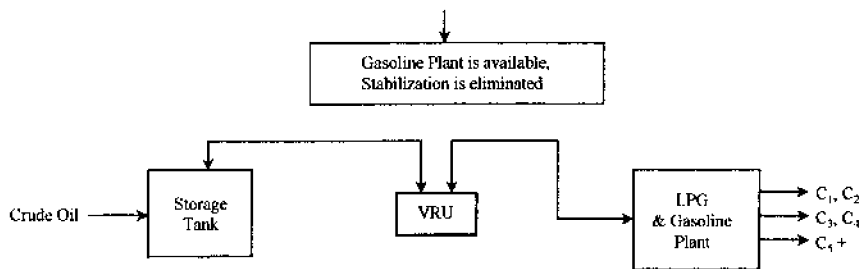 Gasoline Plant is available,
Stabilization is eliminated
Crude Oil
Storage
Tank
VRU
LPG
& Gasoline
Plant
C₁, C₂
C₃, C₄
C₅ +